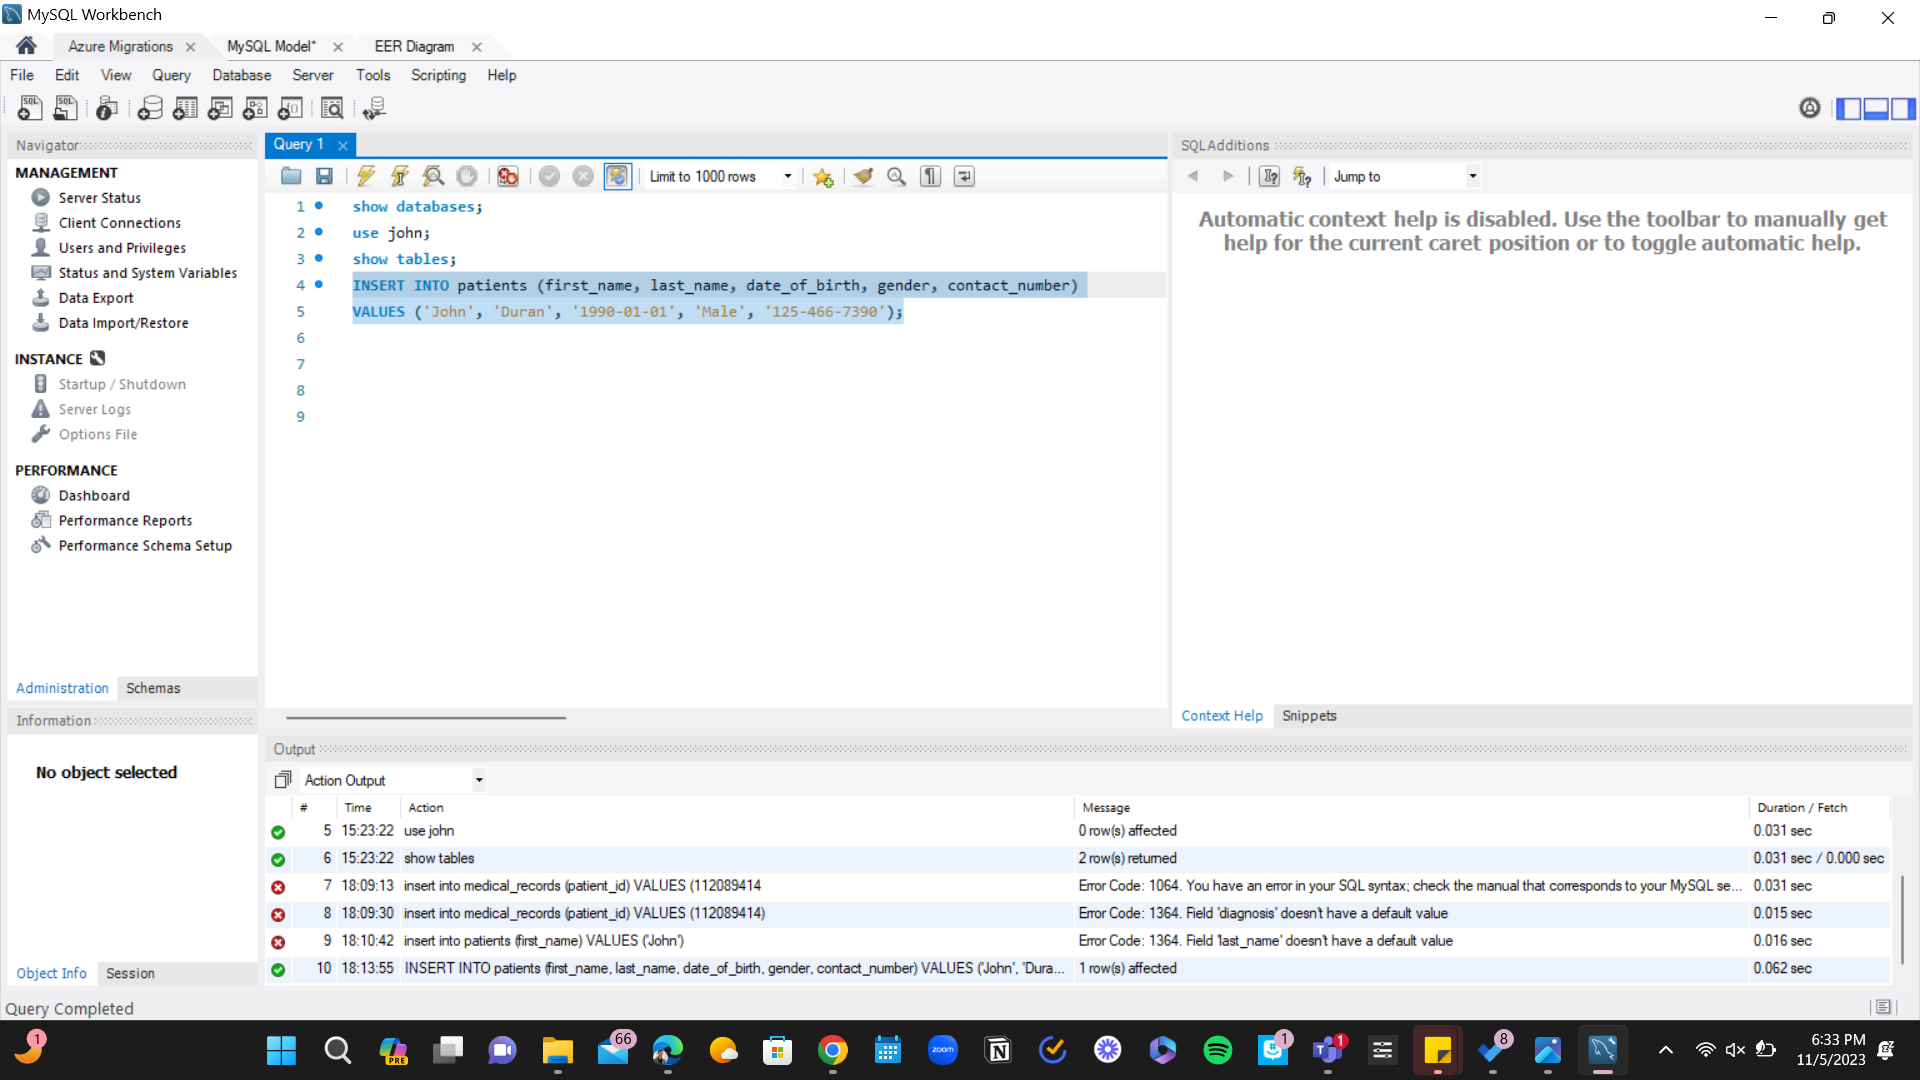 MySQL Workbench
Azure Migrations
MySQL Model*
EER Diagram
File Edit View Query Database Server Tools Scripting Help
Navigator
MANAGEMENT
Server Status
Client Connections
Users and Privileges
Status and System Variables
Data Export
Data Import/Restore
INSTANCE
Startup / Shutdown
Server Logs
Options File
PERFORMANCE
Dashboard
Performance Reports
Performance Schema Setup
Administration Schemas
Information
No object selected
Object Info Session
Query 1
Limit to 1000 rows
1 show databases;
2 use john;
3 show tables;
4 INSERT INTO patients (first_name, last_name, date_of_birth, gender, contact_number)
5 VALUES ('John', 'Duran', '1990-01-01', 'Male', '125-466-7390');
6
7
8
9
SQLAdditions
Jump to
Automatic context help is disabled. Use the toolbar to manually get
help for the current caret position or to toggle automatic help.
Context Help Snippets
Output
Action Output
# Time Action Message Duration / Fetch
5 15:23:22 use john 0 row(s) affected 0.031 sec
6 15:23:22 show tables 2 row(s) returned 0.031 sec / 0.000 sec
7 18:09:13 insert into medical_records (patient_id) VALUES (112089414 Error Code: 1064. You have an error in your SQL syntax; check the manual that corresponds to your MySQL se... 0.031 sec
8 18:09:30 insert into medical_records (patient_id) VALUES (112089414) Error Code: 1364. Field 'diagnosis' doesn't have a default value 0.015 sec
9 18:10:42 insert into patients (first_name) VALUES ('John') Error Code: 1364. Field 'last_name' doesn't have a default value 0.016 sec
10 18:13:55 INSERT INTO patients (first_name, last_name, date_of_birth, gender, contact_number) VALUES ('John', 'Dura... 1 row(s) affected 0.062 sec
Query Completed
1
PRE
66
zoom
1
1
8
6:33 PM
11/5/2023